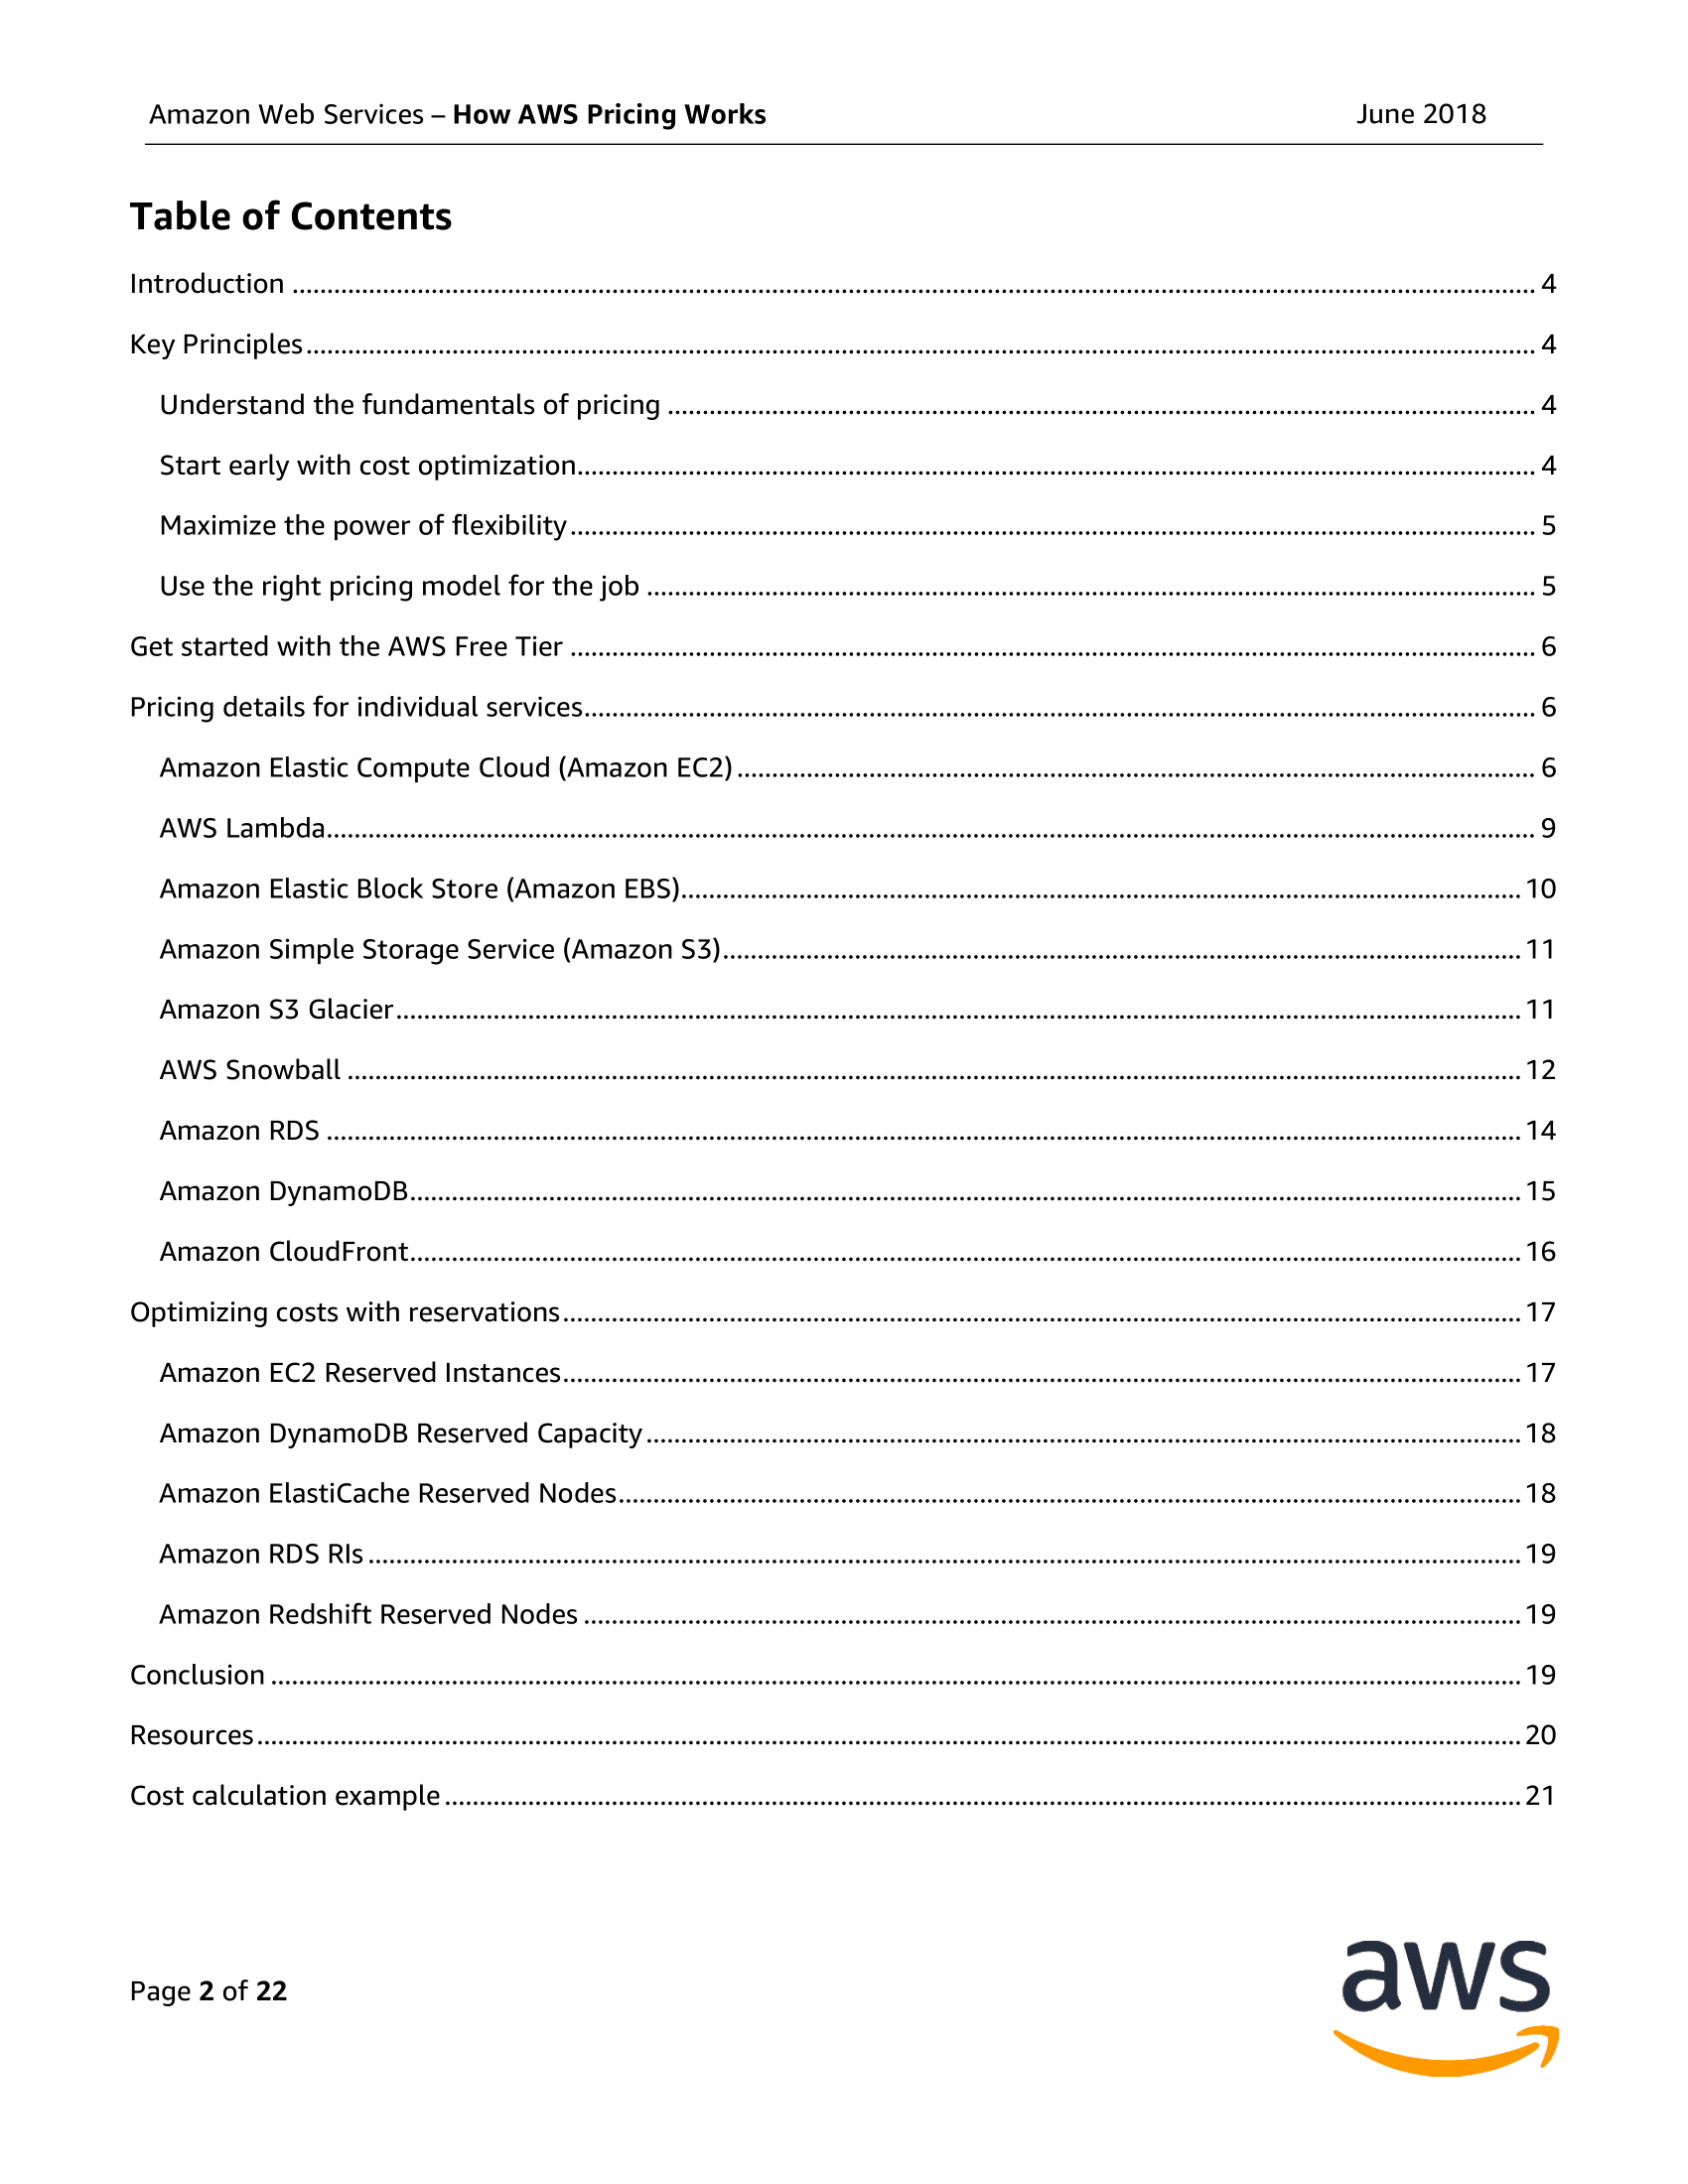 Amazon Web Services – How AWS Pricing Works June 2018
Table of Contents
Introduction 4
Key Principles 4
Understand the fundamentals of pricing 4
Start early with cost optimization 4
Maximize the power of flexibility 5
Use the right pricing model for the job 5
Get started with the AWS Free Tier 6
Pricing details for individual services 6
Amazon Elastic Compute Cloud (Amazon EC2) 6
AWS Lambda 9
Amazon Elastic Block Store (Amazon EBS) 10
Amazon Simple Storage Service (Amazon S3) 11
Amazon S3 Glacier 11
AWS Snowball 12
Amazon RDS 14
Amazon DynamoDB 15
Amazon CloudFront 16
Optimizing costs with reservations 17
Amazon EC2 Reserved Instances 17
Amazon DynamoDB Reserved Capacity 18
Amazon ElastiCache Reserved Nodes 18
Amazon RDS RIs 19
Amazon Redshift Reserved Nodes 19
Conclusion 19
Resources 20
Cost calculation example 21
Page 2 of 22
aws